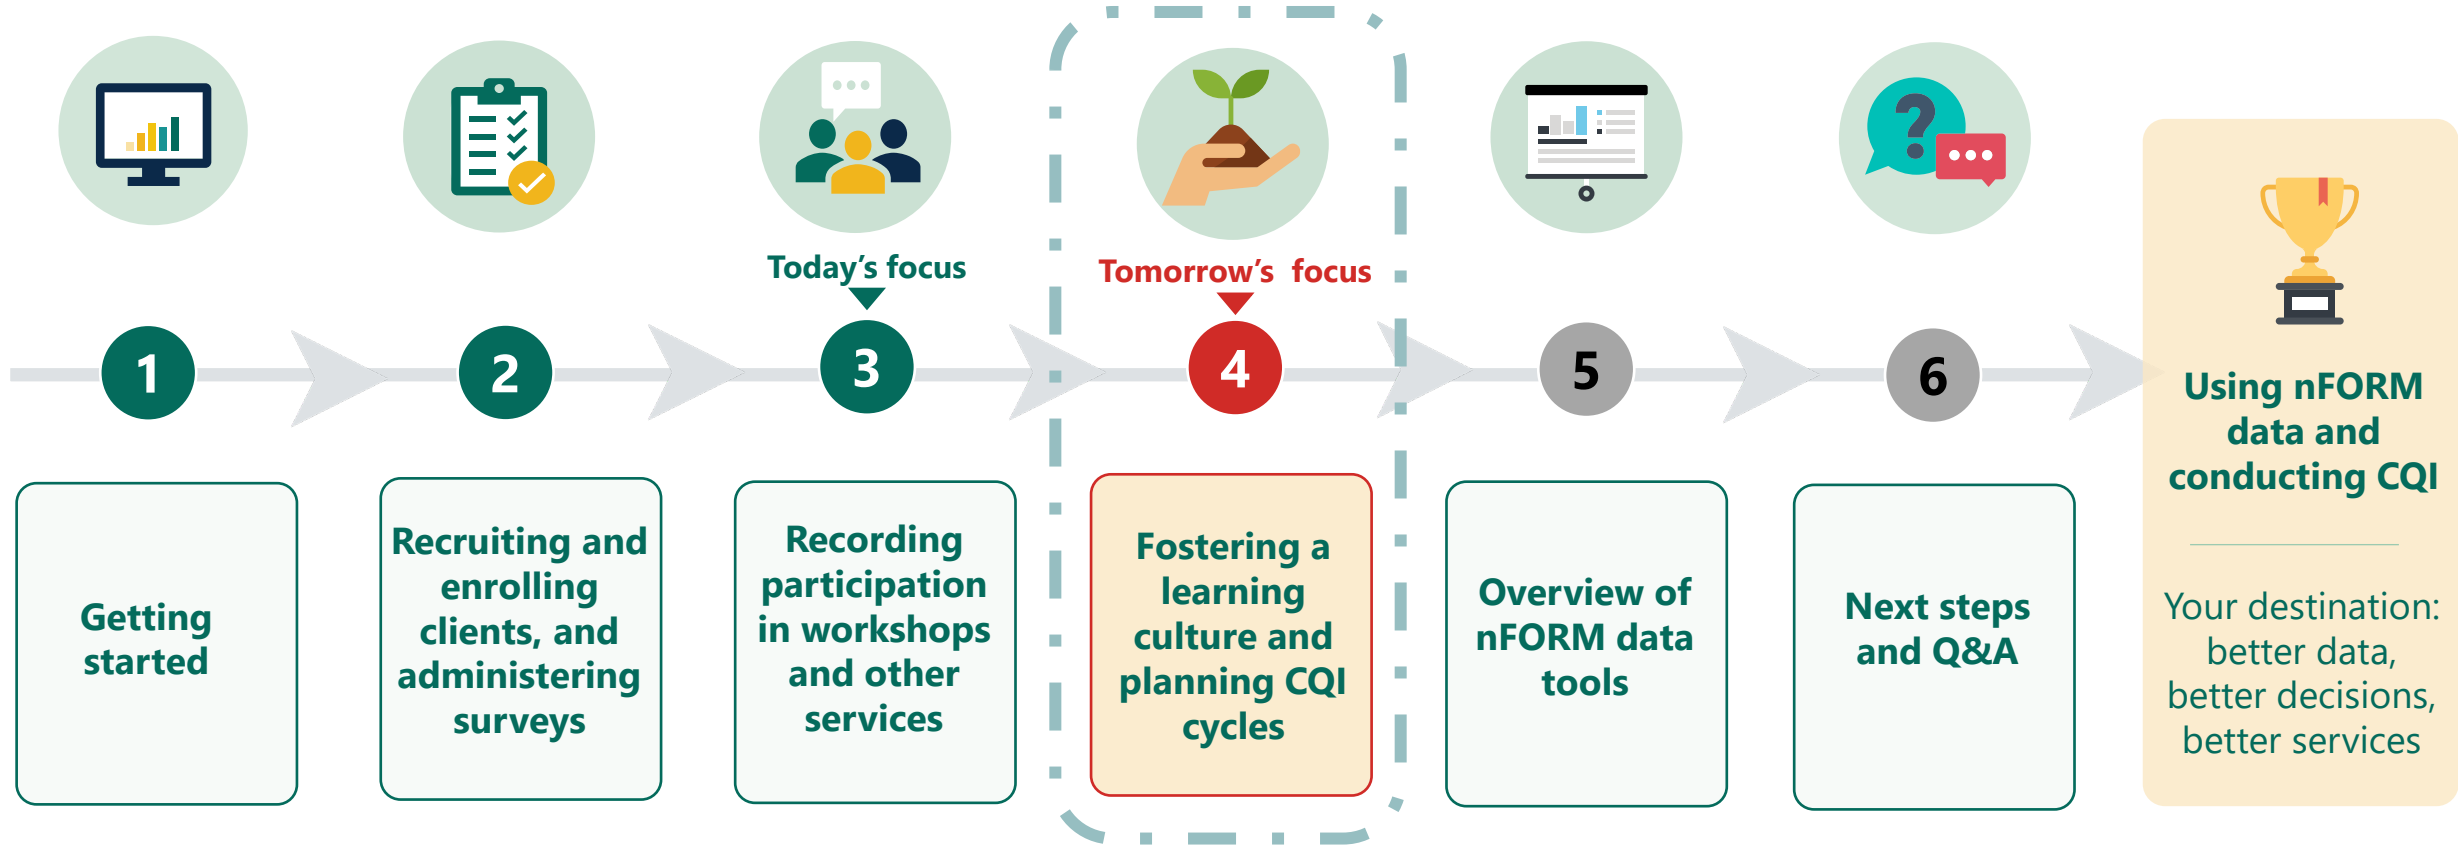 Today's focus
Tomorrow's focus
1
2
3
4
5
6
Getting
started
Recruiting and
enrolling
clients, and
administering
surveys
Recording
participation
in workshops
and other
services
Fostering a
learning
culture and
planning CQI
cycles
Overview of
nFORM data
tools
Next steps
and Q&A
Using nFORM
data and
conducting CQI
Your destination:
better data,
better decisions,
better services